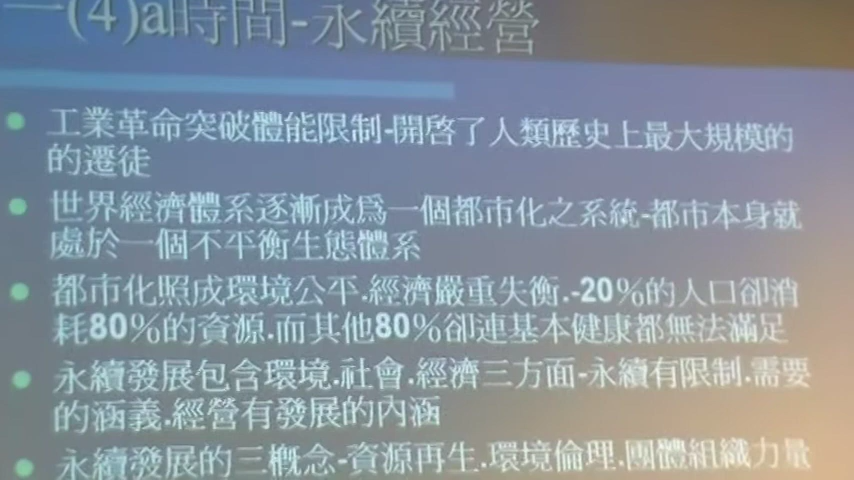 一(4)a時間-永續經營
工業革命突破體能限制-開啓了人類歷史上最大規模的
的遷徒
世界經濟體系逐漸成爲一個都市化之系統-都市本身就
處於一個不平衡生態體系
都市化照成環境公平.經濟嚴重失衡.-20%的人口卻消
耗80%的資源.而其他80%卻連基本健康都無法滿足
永續發展包含環境.社會.經濟三方面-永續有限制.需要
的涵義.經營有發展的內涵
永續發展的三概念-資源再生.環境倫理.團體組織力量